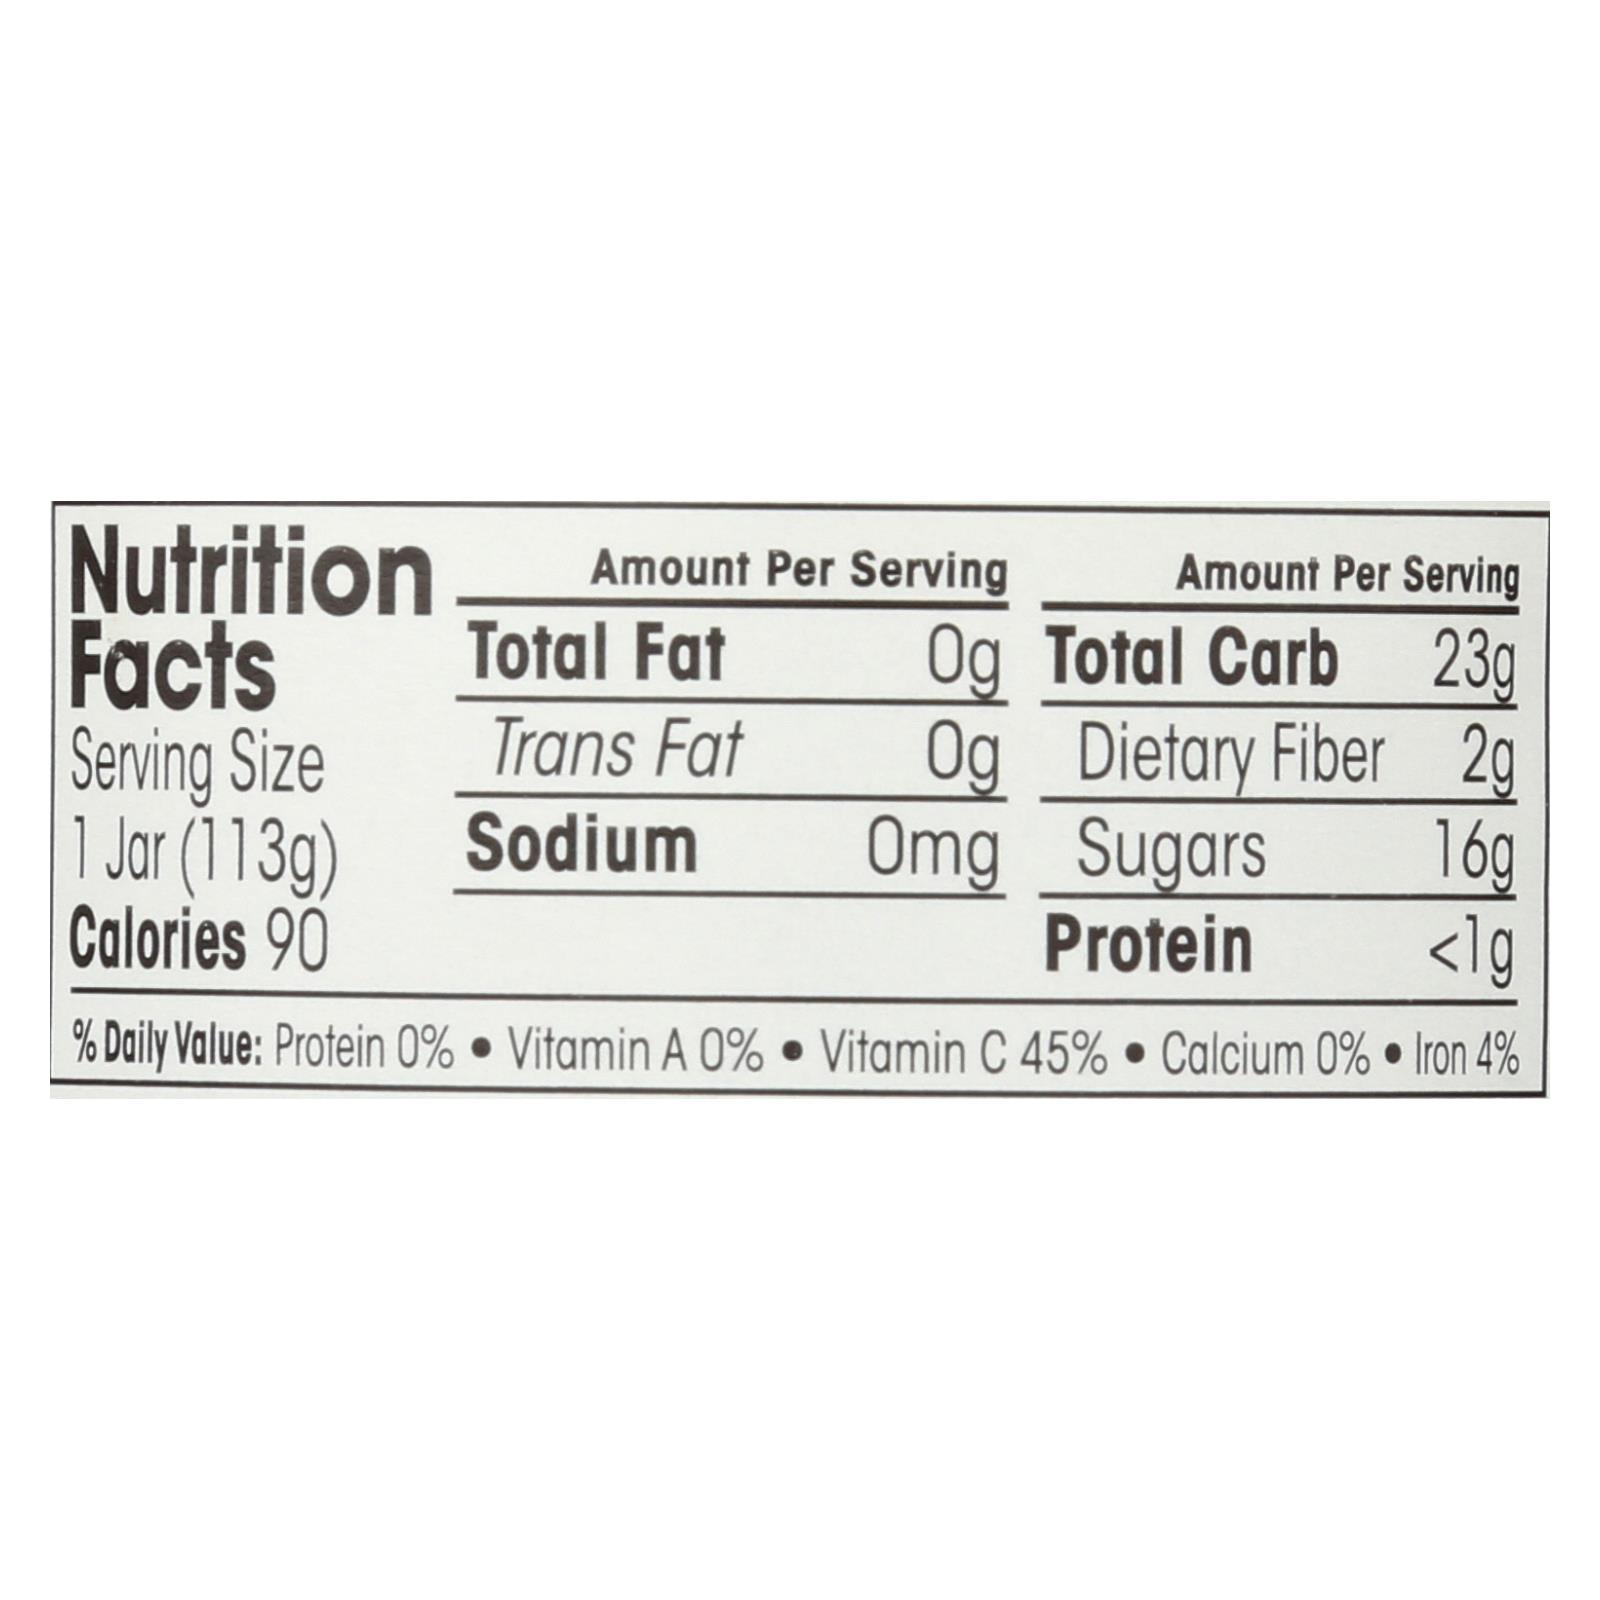 Nutrition
Facts
Serving Size
1 Jar (113g)
Calories 90
Amount Per Serving
Total Fat 0g
Trans Fat 0g
Sodium 0mg
Amount Per Serving
Total Carb 23g
Dietary Fiber 2g
Sugars 16g
Protein <1g
% Daily Value: Protein 0% • Vitamin A 0% • Vitamin C 45% • Calcium 0% • Iron 4%